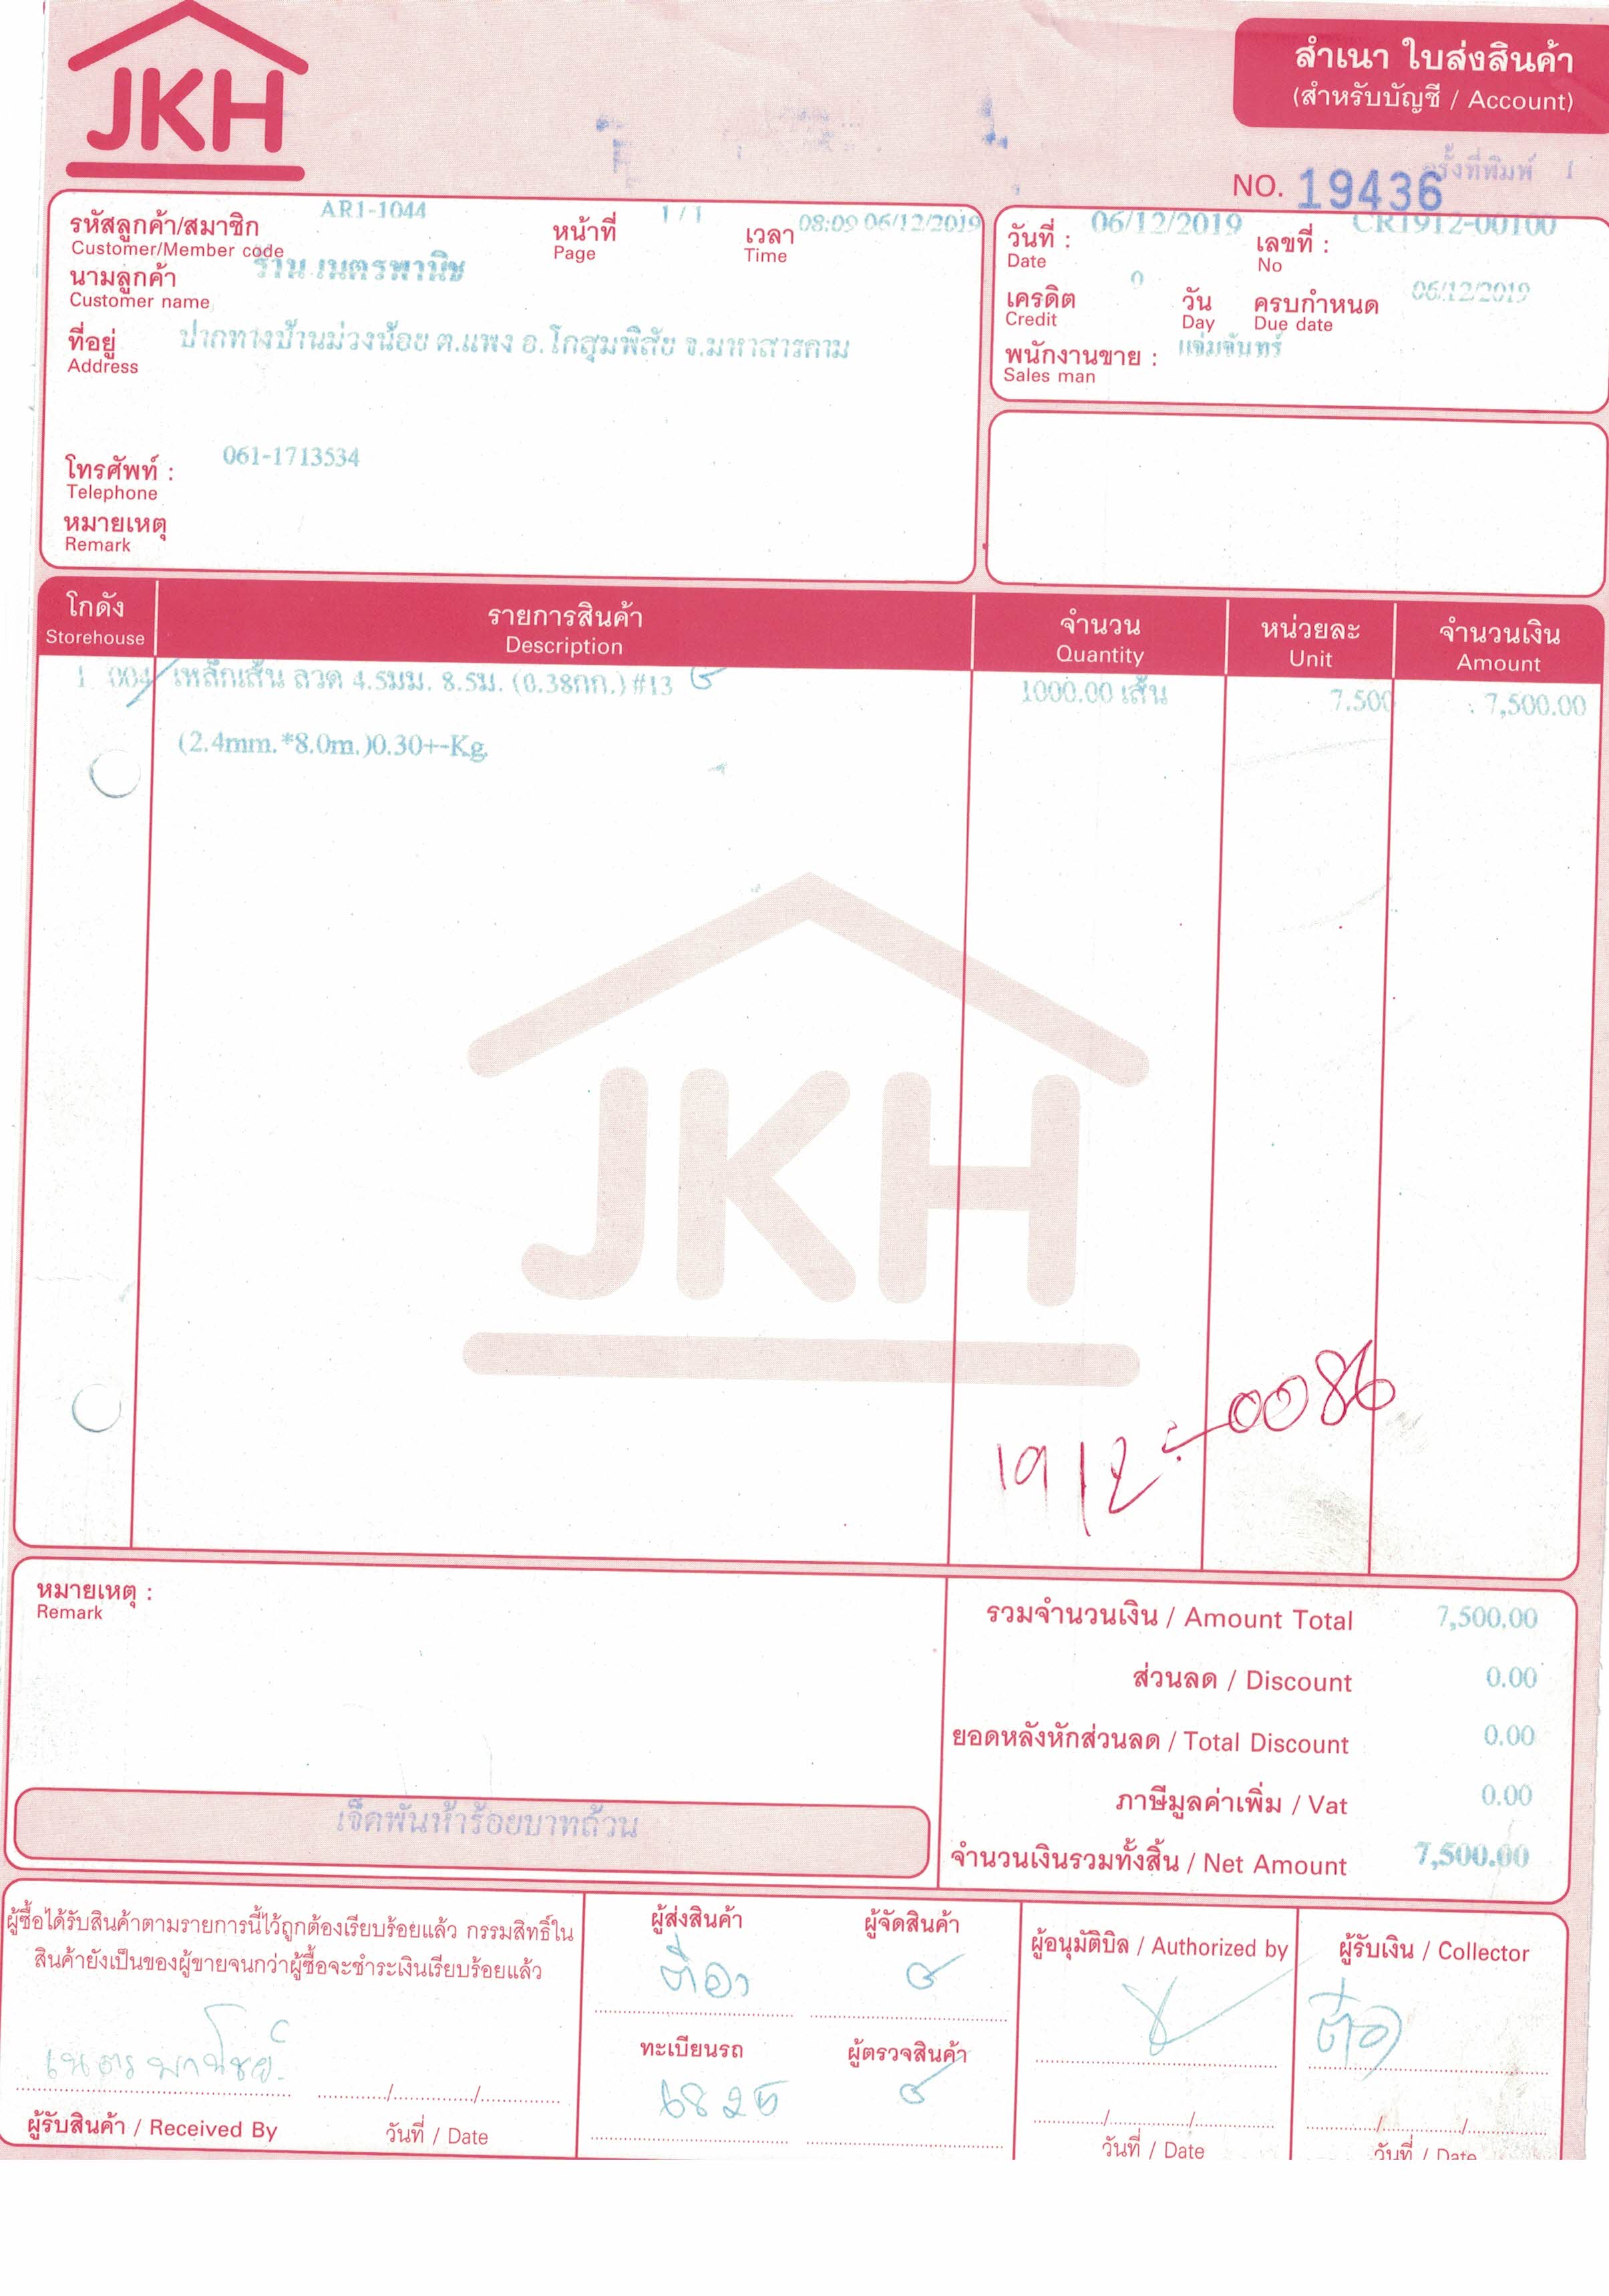 JKH
สำเนา ใบส่งสินค้า
(สำหรับบัญชี / Account)
ครั้งที่พิมพ์ 1
NO. 19436
รหัสลูกค้า/สมาชิก AR1-1044 หน้าที่ 1 / 1 เวลา 08:09 06/12/2019
Customer/Member code Page Time
นามลูกค้า ร้าน เนตรพานิช
Customer name
ที่อยู่ ปากทางบ้านม่วงน้อย ต.แพง อ.โกสุมพิสัย จ.มหาสารคาม
Address
โทรศัพท์ : 061-1713534
Telephone
หมายเหตุ
Remark
วันที่ : 06/12/2019 เลขที่ : CR1912-00100
Date No
เครดิต 0 วัน ครบกำหนด 06/12/2019
Credit Day Due date
พนักงานขาย : แจ่มจันทร์
Sales man
โกดัง รายการสินค้า จำนวน หน่วยละ จำนวนเงิน
Storehouse Description Quantity Unit Amount
1 004 เหล็กเส้น ลวด 4.5มม. 8.5ม. (0.38กก.) #13 1000.00 เส้น 7.500 7,500.00
(2.4mm.*8.0m.)0.30+-Kg.
JKH
1912-0086
หมายเหตุ :
Remark
รวมจำนวนเงิน / Amount Total 7,500.00
ส่วนลด / Discount 0.00
ยอดหลังหักส่วนลด / Total Discount 0.00
ภาษีมูลค่าเพิ่ม / Vat 0.00
เจ็ดพันห้าร้อยบาทถ้วน
จำนวนเงินรวมทั้งสิ้น / Net Amount 7,500.00
ผู้ซื้อได้รับสินค้าตามรายการนี้ไว้ถูกต้องเรียบร้อยแล้ว กรรมสิทธิ์ใน
สินค้ายังเป็นของผู้ขายจนกว่าผู้ซื้อจะชำระเงินเรียบร้อยแล้ว
เนตรพานิชย์
ผู้รับสินค้า / Received By วันที่ / Date
ผู้ส่งสินค้า ผู้จัดสินค้า
ทะเบียนรถ ผู้ตรวจสินค้า
6825
ผู้อนุมัติบิล / Authorized by
วันที่ / Date
ผู้รับเงิน / Collector
วันที่ / Date